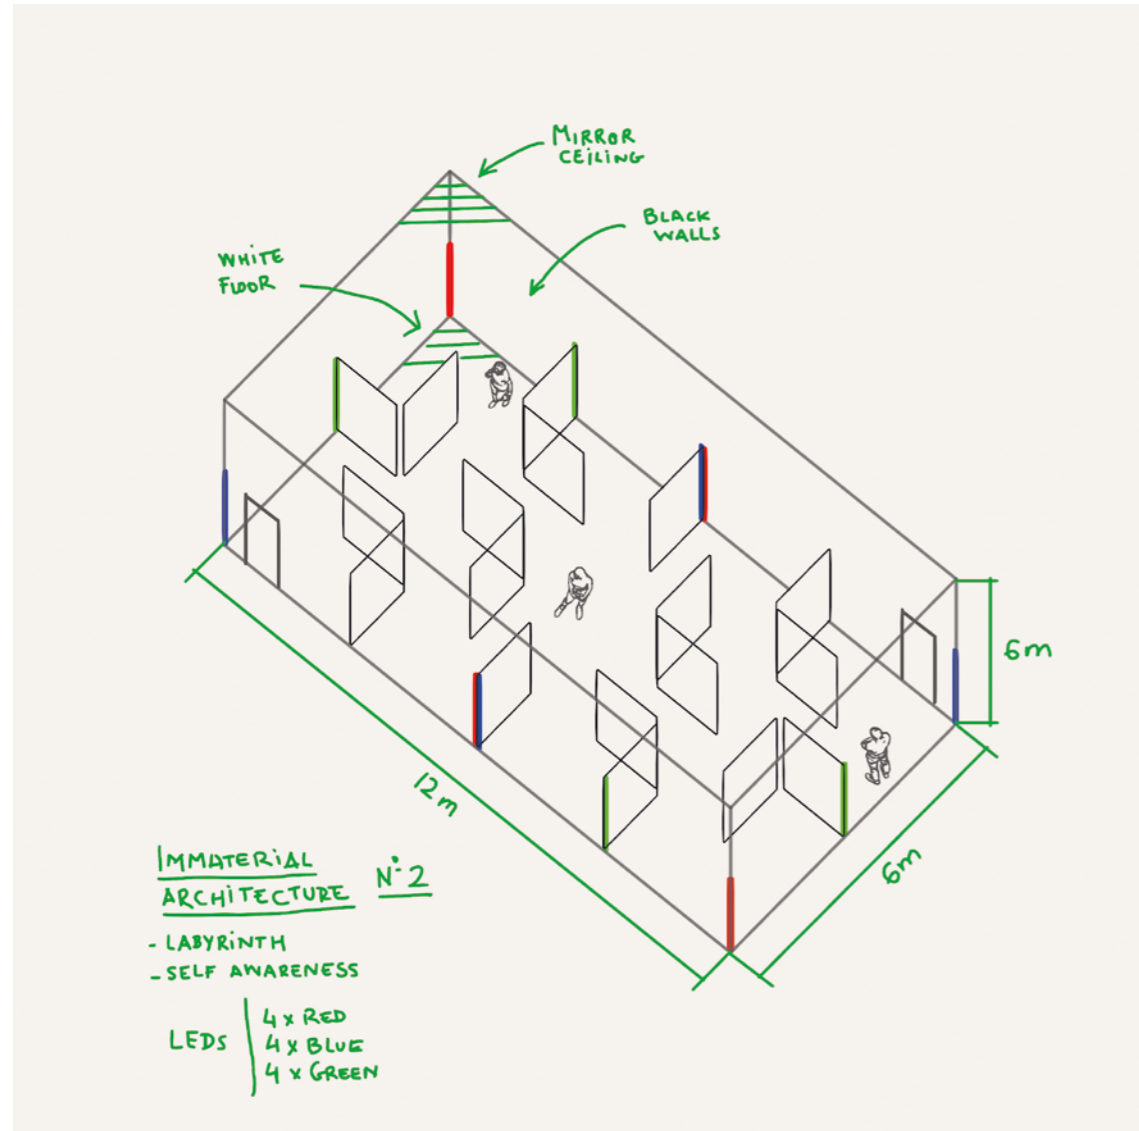 MIRROR
CEILING
BLACK
WALLS
WHITE
FLOOR
6m
12m
6m
IMMATERIAL
ARCHITECTURE N° 2
- LABYRINTH
- SELF AWARENESS
LEDS
4 x RED
4 x BLUE
4 x GREEN